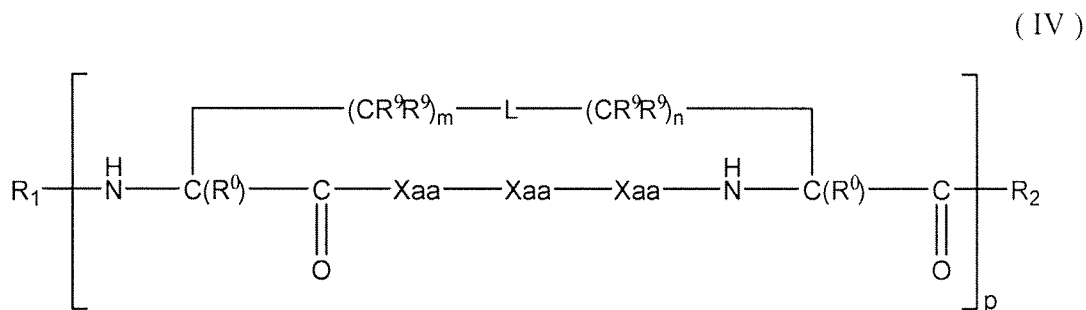 ( IV )
(CR⁹R⁹)m L (CR⁹R⁹)n
H H
R₁ N C(R⁰) C Xaa Xaa Xaa N C(R⁰) C R₂
O O
p